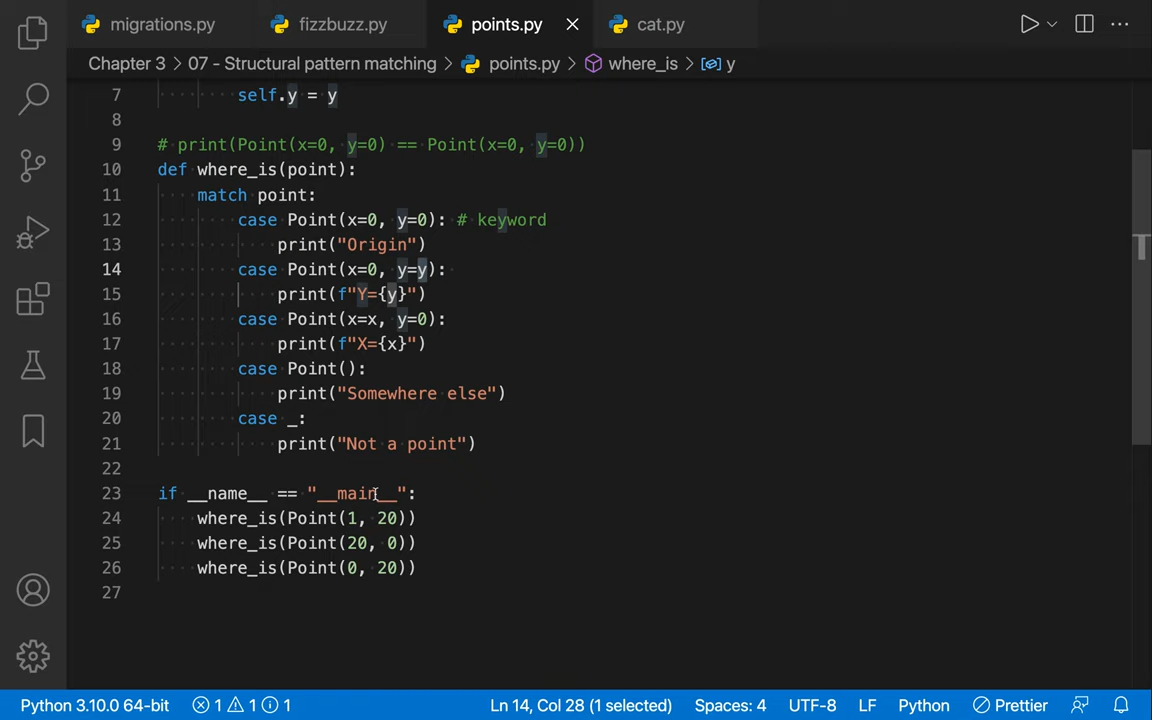 migrations.py fizzbuzz.py points.py cat.py
Chapter 3 > 07 - Structural pattern matching > points.py > where_is > y
7 self.y = y
8
9 # print(Point(x=0, y=0) == Point(x=0, y=0))
10 def where_is(point):
11 match point:
12 case Point(x=0, y=0): # keyword
13 print("Origin")
14 case Point(x=0, y=y):
15 print(f"Y={y}")
16 case Point(x=x, y=0):
17 print(f"X={x}")
18 case Point():
19 print("Somewhere else")
20 case _:
21 print("Not a point")
22
23 if __name__ == "__main__":
24 where_is(Point(1, 20))
25 where_is(Point(20, 0))
26 where_is(Point(0, 20))
27
Python 3.10.0 64-bit 1 1 1 Ln 14, Col 28 (1 selected) Spaces: 4 UTF-8 LF Python Prettier